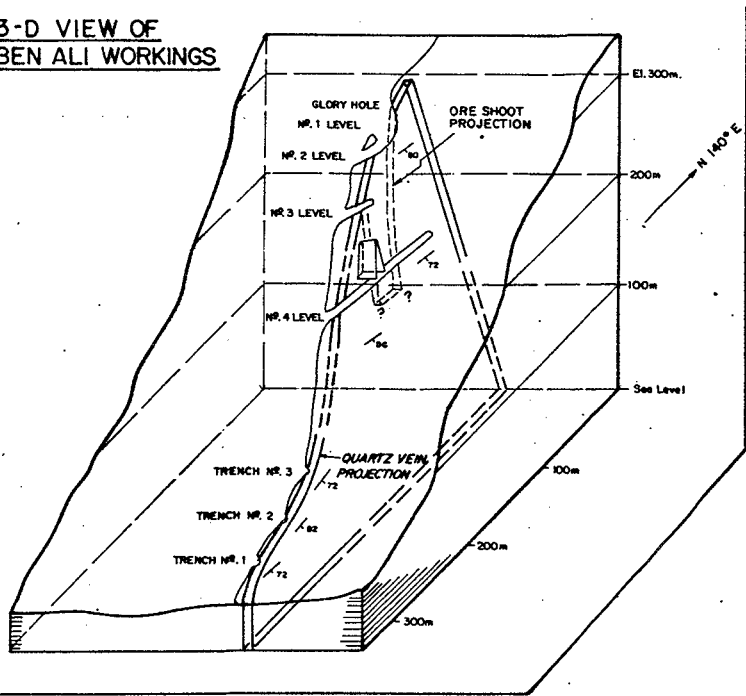 3-D VIEW OF
BEN ALI WORKINGS
El. 300m.
GLORY HOLE
ORE SHOOT
PROJECTION
Nº. 1 LEVEL
Nº. 2 LEVEL
80
N 140° E
200m
Nº. 3 LEVEL
72
100m
?
?
Nº. 4 LEVEL
86
Sea Level
QUARTZ VEIN
PROJECTION
TRENCH Nº. 3
72
100m
TRENCH Nº. 2
82
200m
TRENCH Nº. 1
72
300m